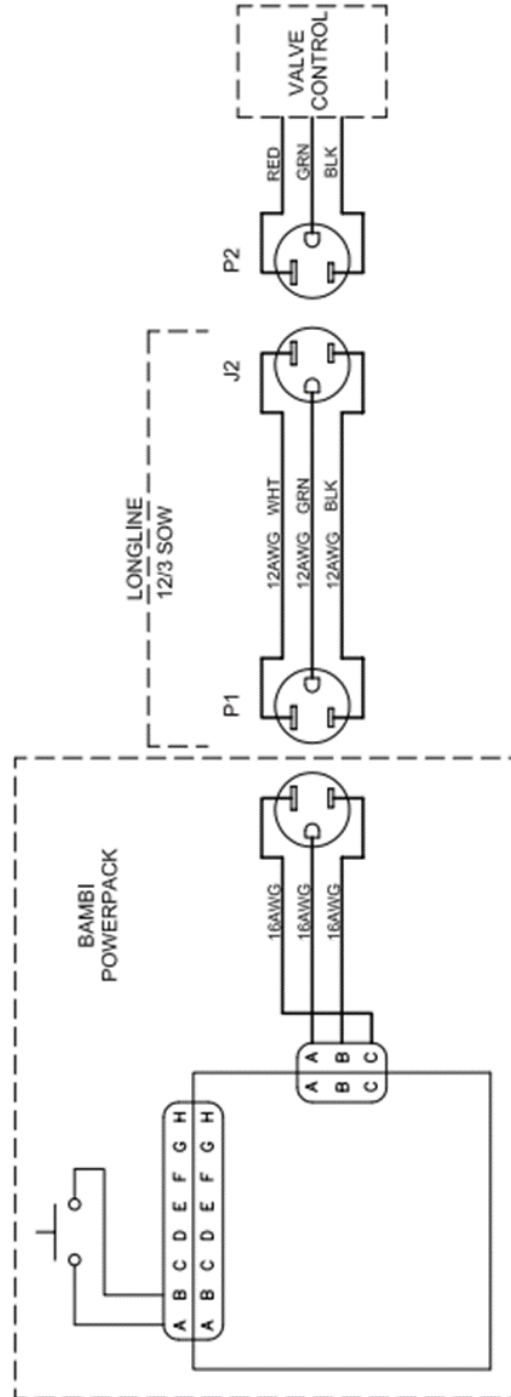 VALVE
CONTROL
RED
GRN
BLK
P2
J2
LONGLINE
12/3 SOW
12AWG WHT
12AWG GRN
12AWG BLK
P1
BAMBI
POWERPACK
16AWG
16AWG
16AWG
A A
B B
C C
A B C D E F G H
A B C D E F G H